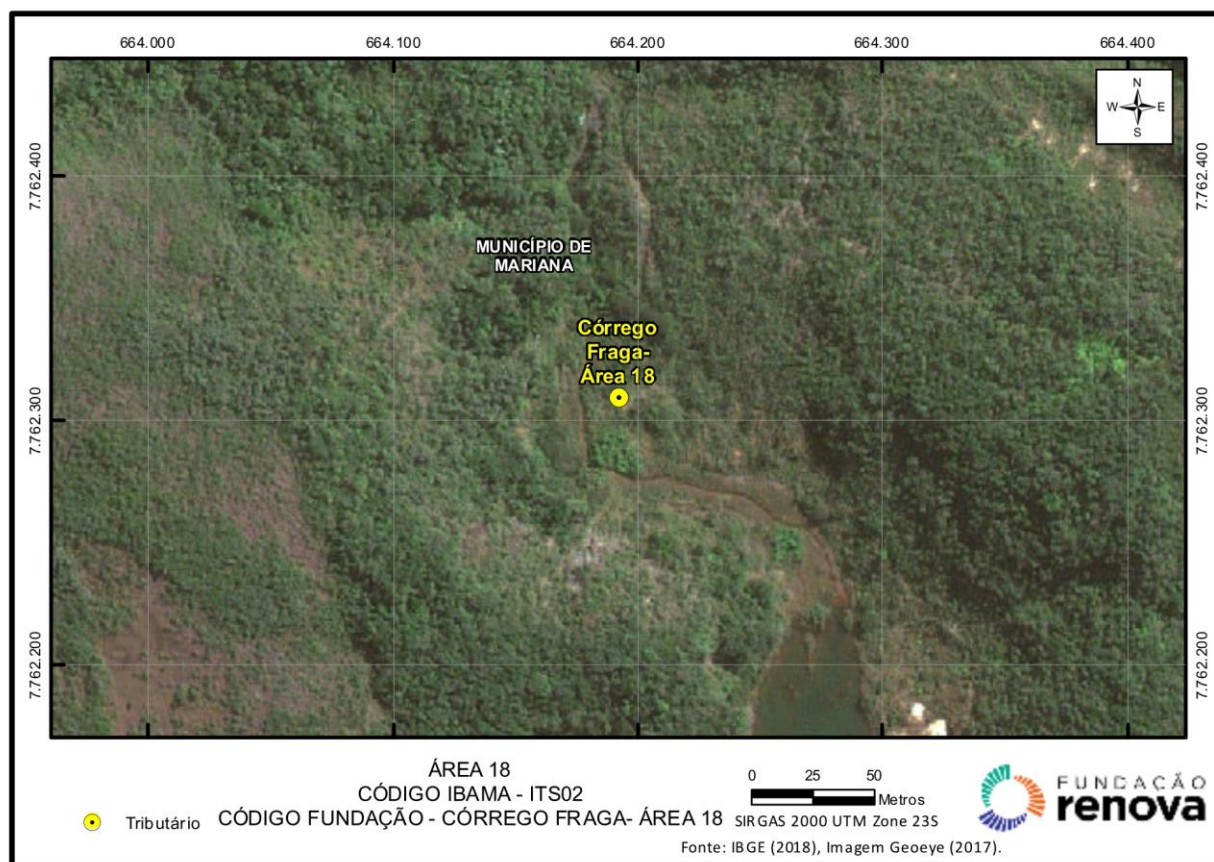 664.000 664.100 664.200 664.300 664.400
N
W E
S
7.762.400 7.762.400
MUNICÍPIO DE
MARIANA
Córrego
Fraga-
Área 18
7.762.300 7.762.300
7.762.200 7.762.200
ÁREA 18
CÓDIGO IBAMA - ITS02
CÓDIGO FUNDAÇÃO - CÓRREGO FRAGA- ÁREA 18
Tributário
0 25 50
Metros
SIRGAS 2000 UTM Zone 23S
Fonte: IBGE (2018), Imagem Geoeye (2017).
FUNDAÇÃO
renova